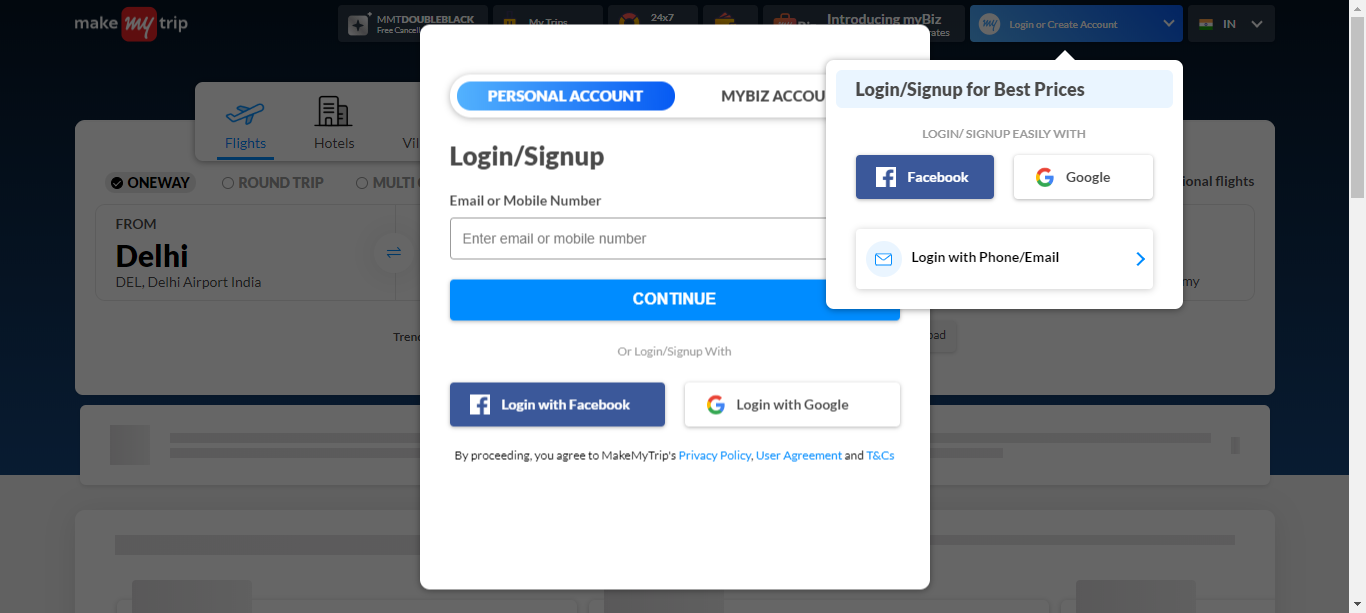 make my trip
MMTDOUBLEBLACK
Free Cancell
My Trips
24x7
Introducing myBiz
rates
my
Login or Create Account
IN
PERSONAL ACCOUNT
MYBIZ ACCOU
Login/Signup for Best Prices
LOGIN/ SIGNUP EASILY WITH
Facebook
Google
Login with Phone/Email
Flights
Hotels
Vil
Login/Signup
ONEWAY
ROUND TRIP
MULTI
ional flights
Email or Mobile Number
Enter email or mobile number
FROM
Delhi
DEL, Delhi Airport India
my
CONTINUE
Tren
ad
Or Login/Signup With
Login with Facebook
Login with Google
By proceeding, you agree to MakeMyTrip's Privacy Policy, User Agreement and T&Cs